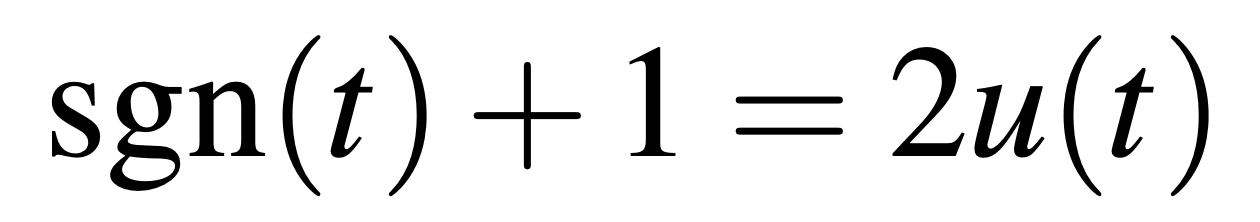 sgn(t) + 1 = 2u(t)